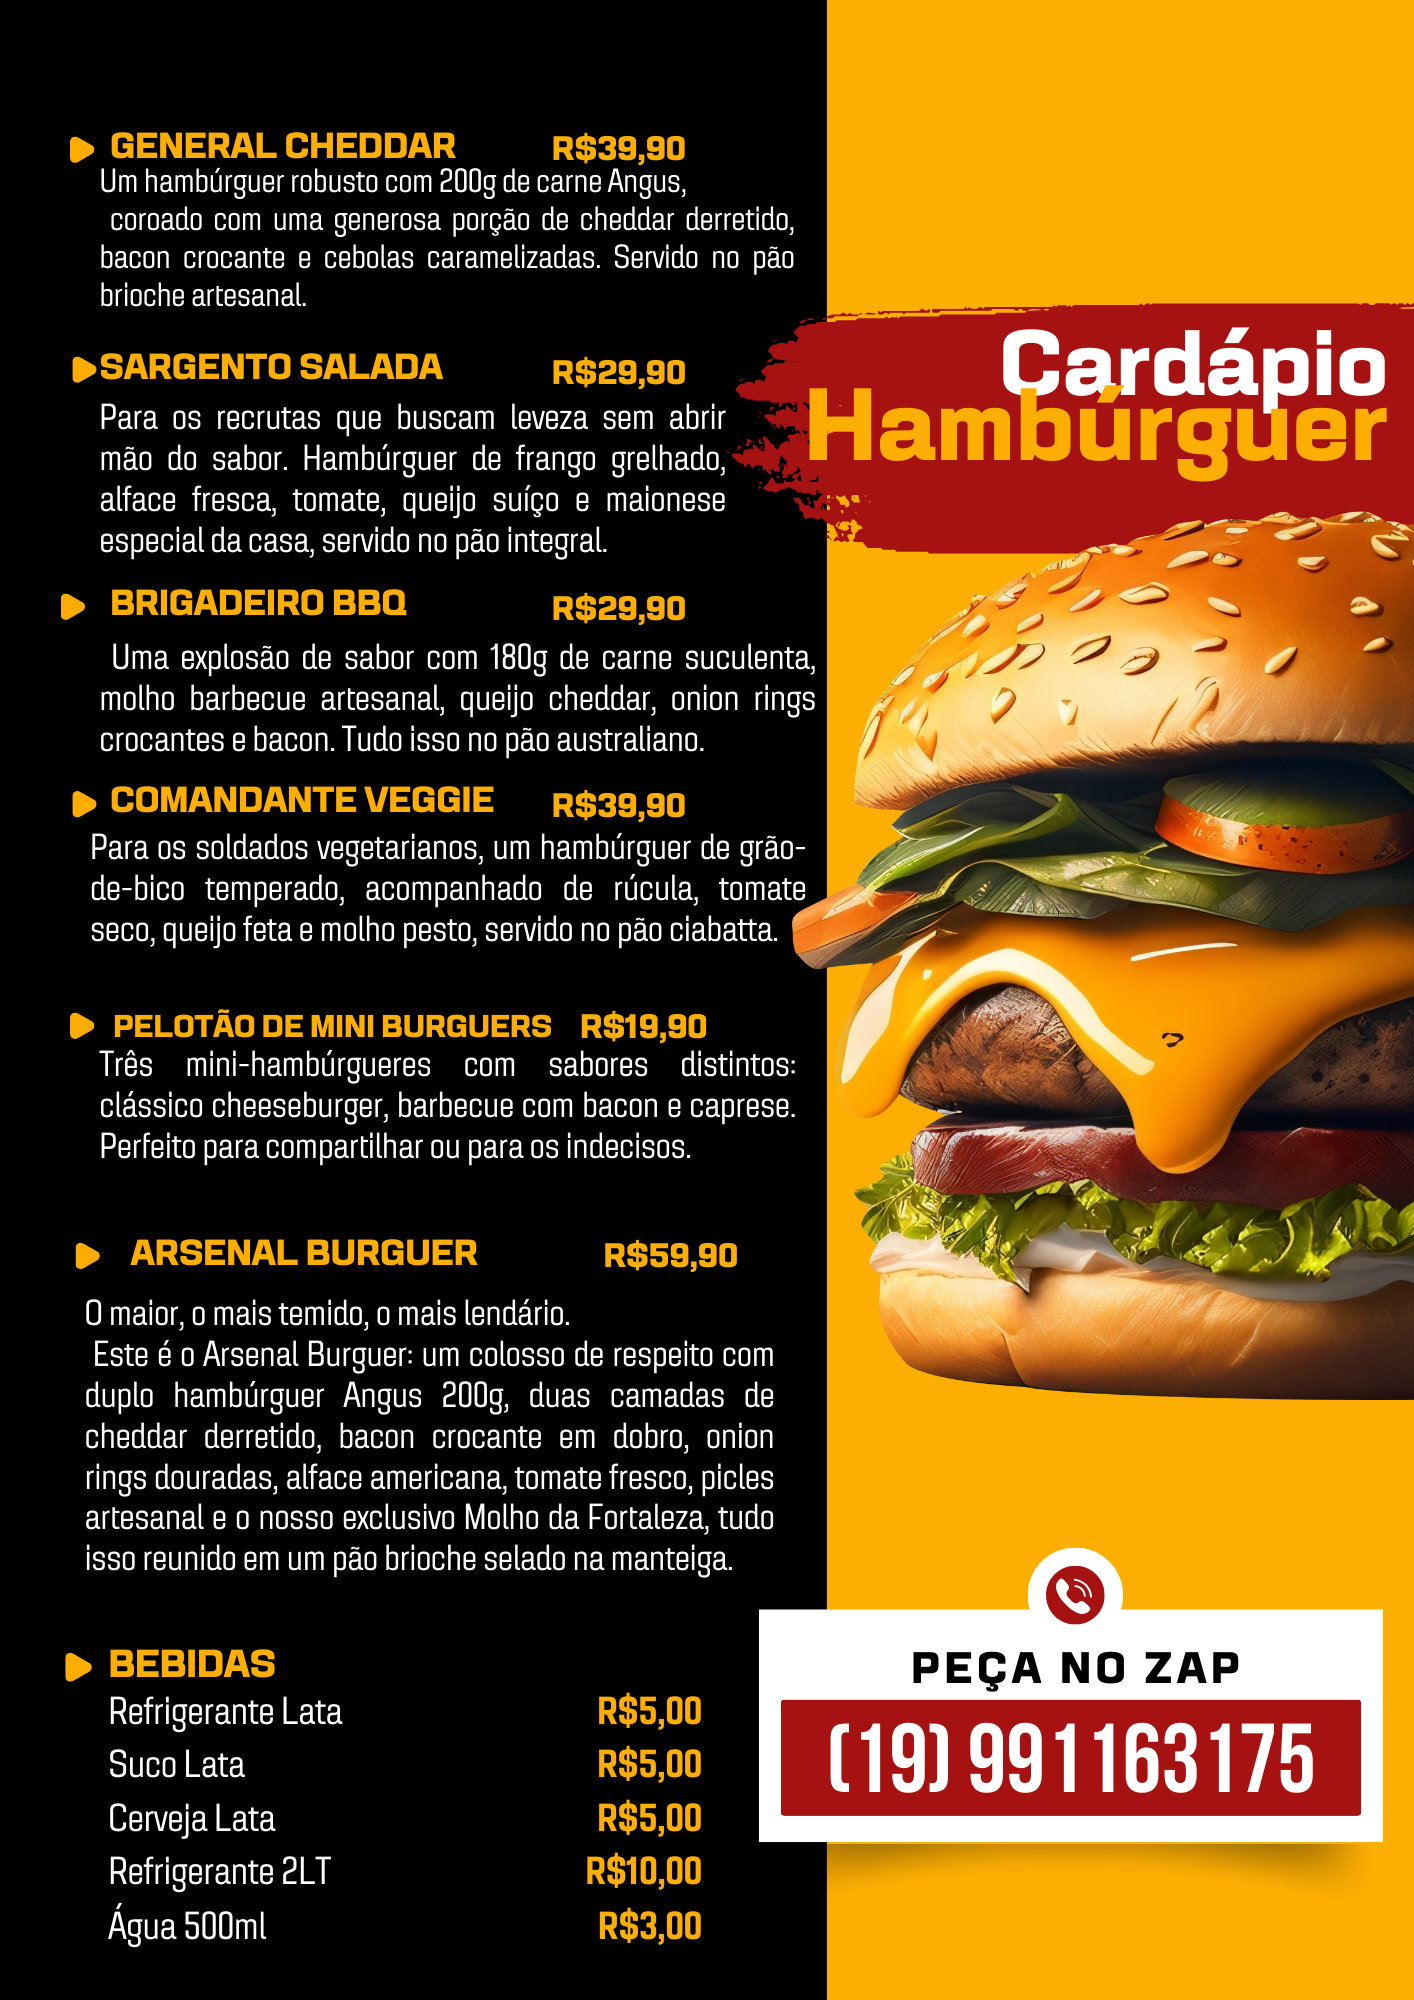 GENERAL CHEDDAR R$39,90
Um hambúrguer robusto com 200g de carne Angus,
coroado com uma generosa porção de cheddar derretido,
bacon crocante e cebolas caramelizadas. Servido no pão
brioche artesanal.
SARGENTO SALADA R$29,90
Para os recrutas que buscam leveza sem abrir
mão do sabor. Hambúrguer de frango grelhado,
alface fresca, tomate, queijo suíço e maionese
especial da casa, servido no pão integral.
BRIGADEIRO BBQ R$29,90
Uma explosão de sabor com 180g de carne suculenta,
molho barbecue artesanal, queijo cheddar, onion rings
crocantes e bacon. Tudo isso no pão australiano.
COMANDANTE VEGGIE R$39,90
Para os soldados vegetarianos, um hambúrguer de grão-
de-bico temperado, acompanhado de rúcula, tomate
seco, queijo feta e molho pesto, servido no pão ciabatta.
PELOTÃO DE MINI BURGUERS R$19,90
Três mini-hambúrgueres com sabores distintos:
clássico cheeseburger, barbecue com bacon e caprese.
Perfeito para compartilhar ou para os indecisos.
ARSENAL BURGUER R$59,90
O maior, o mais temido, o mais lendário.
Este é o Arsenal Burguer: um colosso de respeito com
duplo hambúrguer Angus 200g, duas camadas de
cheddar derretido, bacon crocante em dobro, onion
rings douradas, alface americana, tomate fresco, picles
artesanal e o nosso exclusivo Molho da Fortaleza, tudo
isso reunido em um pão brioche selado na manteiga.
BEBIDAS
Refrigerante Lata R$5,00
Suco Lata R$5,00
Cerveja Lata R$5,00
Refrigerante 2LT R$10,00
Água 500ml R$3,00
Cardápio
Hambúrguer
PEÇA NO ZAP
(19) 991163175